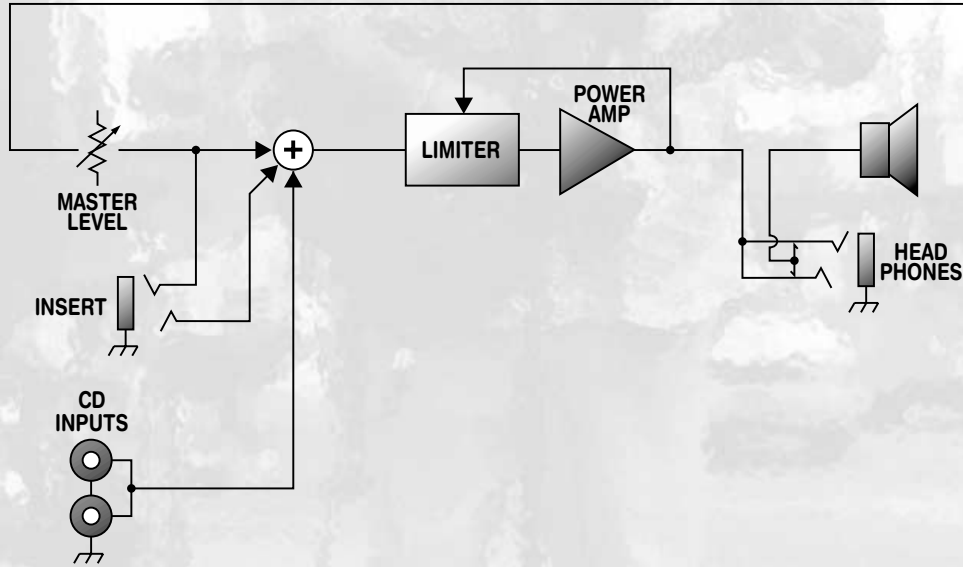 POWER
AMP
LIMITER
+
MASTER
LEVEL
HEAD
PHONES
INSERT
CD
INPUTS